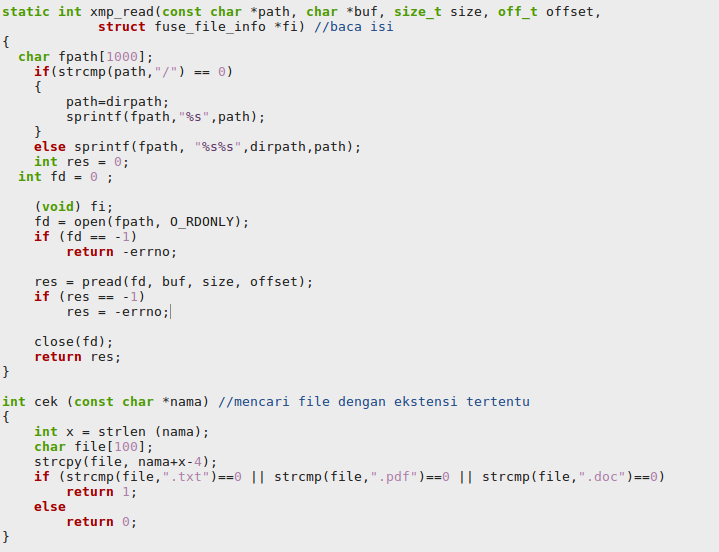 static int xmp_read(const char *path, char *buf, size_t size, off_t offset,
            struct fuse_file_info *fi) //baca isi
{
  char fpath[1000];
    if(strcmp(path,"/") == 0)
    {
        path=dirpath;
        sprintf(fpath,"%s",path);
    }
    else sprintf(fpath, "%s%s",dirpath,path);
    int res = 0;
  int fd = 0 ;

    (void) fi;
    fd = open(fpath, O_RDONLY);
    if (fd == -1)
        return -errno;

    res = pread(fd, buf, size, offset);
    if (res == -1)
        res = -errno;

    close(fd);
    return res;
}

int cek (const char *nama) //mencari file dengan ekstensi tertentu
{
    int x = strlen (nama);
    char file[100];
    strcpy(file, nama+x-4);
    if (strcmp(file,".txt")==0 || strcmp(file,".pdf")==0 || strcmp(file,".doc")==0)
        return 1;
    else
        return 0;
}